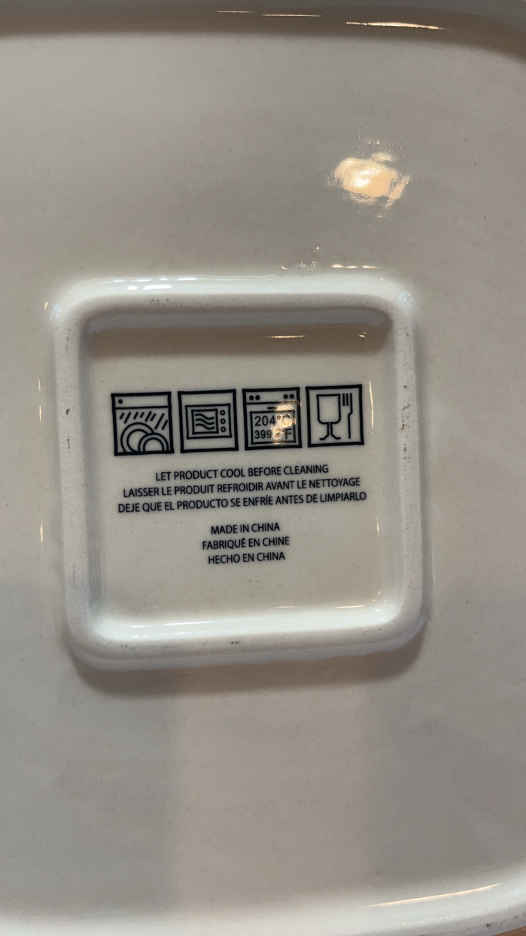 204°C
399°F
LET PRODUCT COOL BEFORE CLEANING
LAISSER LE PRODUIT REFROIDIR AVANT LE NETTOYAGE
DEJE QUE EL PRODUCTO SE ENFRÍE ANTES DE LIMPIARLO
MADE IN CHINA
FABRIQUÉ EN CHINE
HECHO EN CHINA